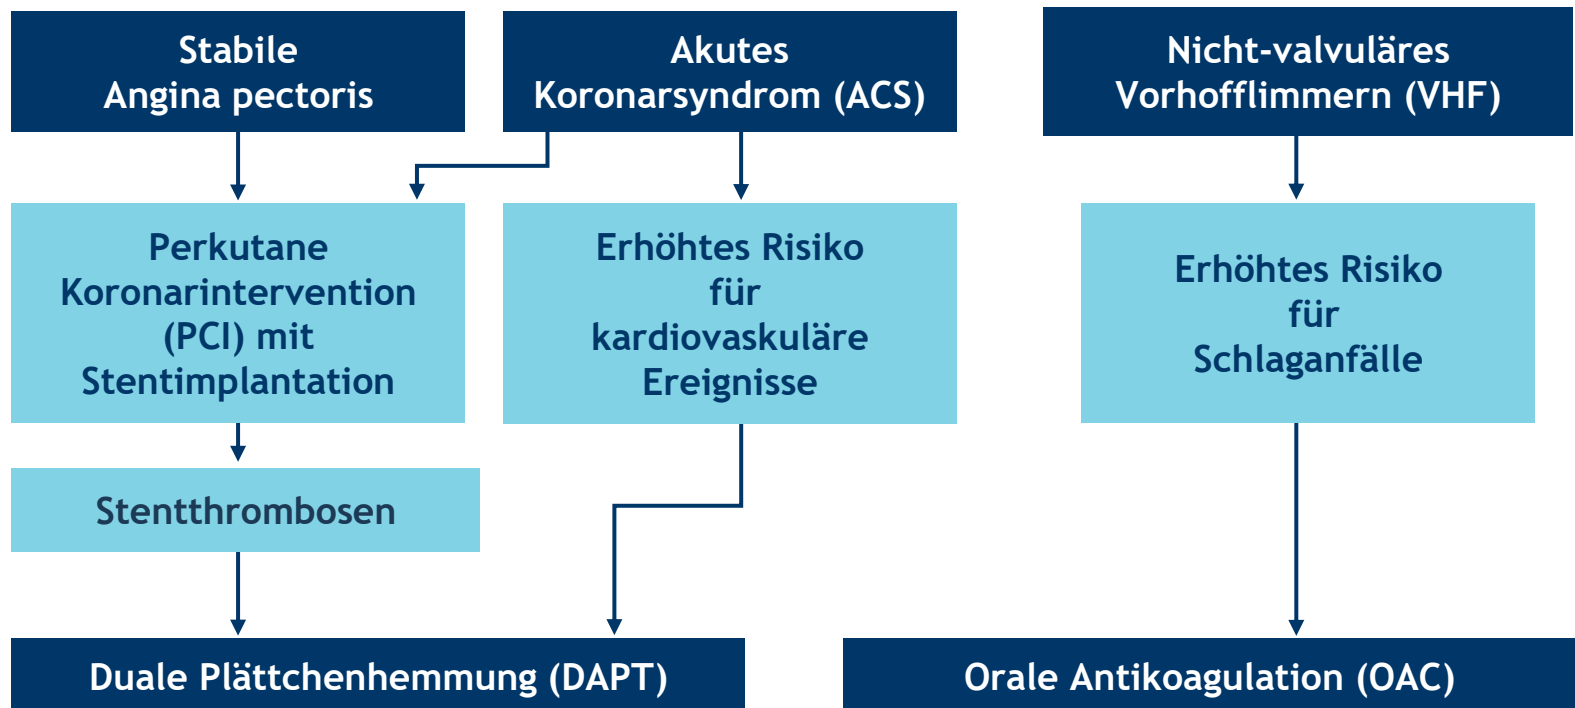 Stabile
Angina pectoris
Akutes
Koronarsyndrom (ACS)
Nicht-valvuläres
Vorhofflimmern (VHF)
Perkutane
Koronarintervention
(PCI) mit
Stentimplantation
Erhöhtes Risiko
für
kardiovaskuläre
Ereignisse
Erhöhtes Risiko
für
Schlaganfälle
Stentthrombosen
Duale Plättchenhemmung (DAPT)
Orale Antikoagulation (OAC)